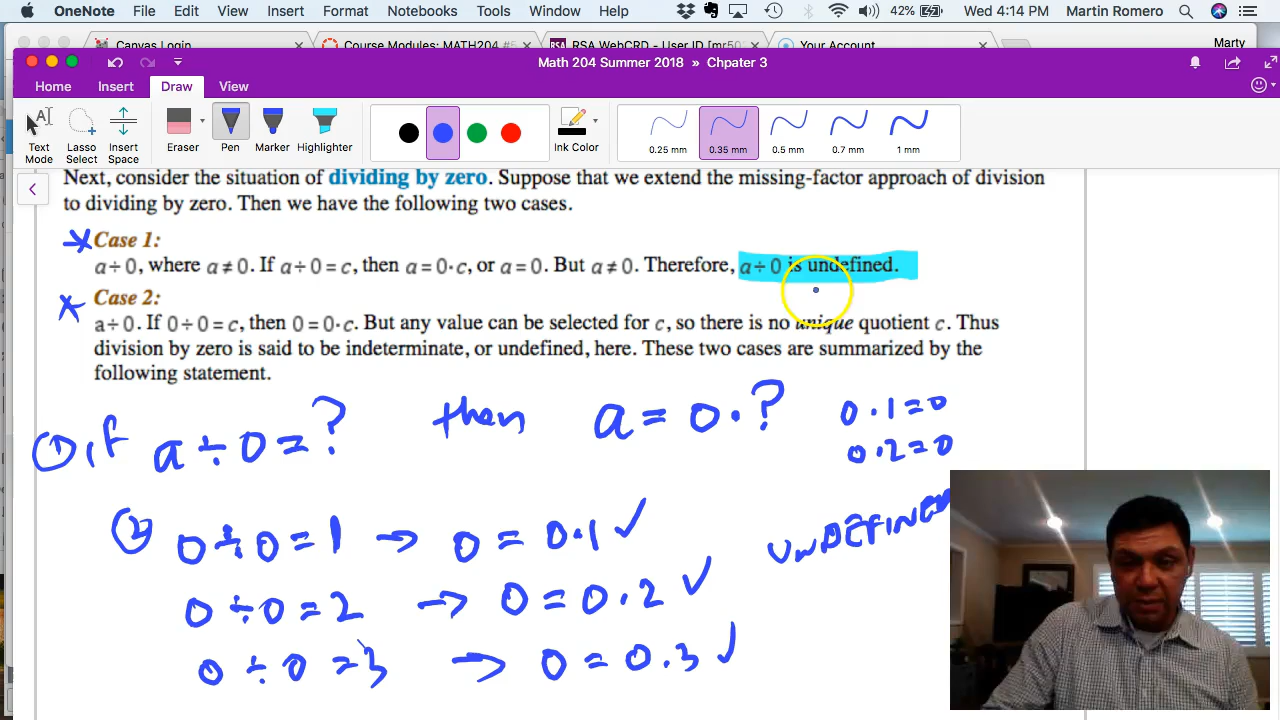 OneNote File Edit View Insert Format Notebooks Tools Window Help 42% Wed 4:14 PM Martin Romero
Canvas Login Course Modules: MATH204 #5 RSA WebCRD - User ID [mr502 Your Account Marty
Math 204 Summer 2018 » Chpater 3
Home Insert Draw View
Text Mode Lasso Select Insert Space Eraser Pen Marker Highlighter Ink Color 0.25 mm 0.35 mm 0.5 mm 0.7 mm 1 mm
Next, consider the situation of dividing by zero. Suppose that we extend the missing-factor approach of division
to dividing by zero. Then we have the following two cases.
Case 1:
a÷0, where a≠0. If a÷0=c, then a=0·c, or a=0. But a≠0. Therefore, a÷0 is undefined.
Case 2:
a÷0. If 0÷0=c, then 0=0·c. But any value can be selected for c, so there is no unique quotient c. Thus
division by zero is said to be indeterminate, or undefined, here. These two cases are summarized by the
following statement.
① if a÷0=? then a=0·? 0·1=0
0·2=0
② 0÷0=1 → 0=0·1 ✓ UNDEFINED
0÷0=2 → 0=0·2 ✓
0÷0=3 → 0=0·3 ✓